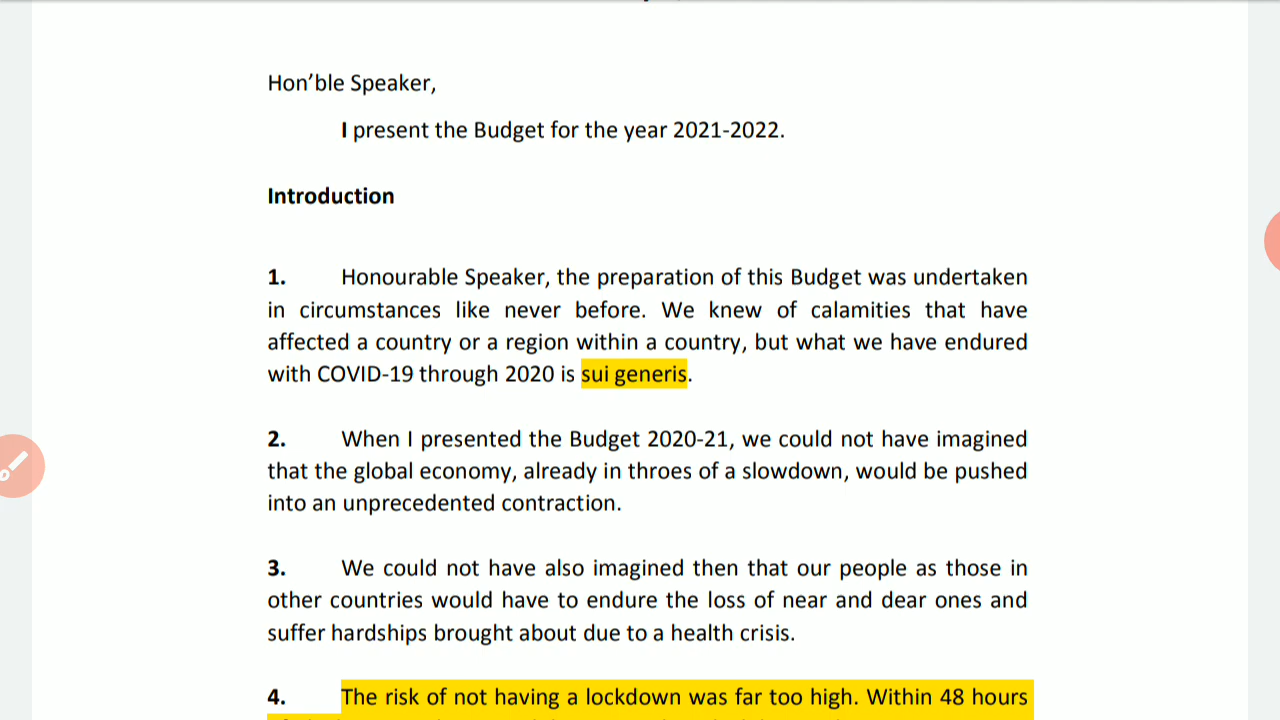 Hon’ble Speaker,
I present the Budget for the year 2021-2022.
Introduction
1. Honourable Speaker, the preparation of this Budget was undertaken
in circumstances like never before. We knew of calamities that have
affected a country or a region within a country, but what we have endured
with COVID-19 through 2020 is sui generis.
2. When I presented the Budget 2020-21, we could not have imagined
that the global economy, already in throes of a slowdown, would be pushed
into an unprecedented contraction.
3. We could not have also imagined then that our people as those in
other countries would have to endure the loss of near and dear ones and
suffer hardships brought about due to a health crisis.
4. The risk of not having a lockdown was far too high. Within 48 hours